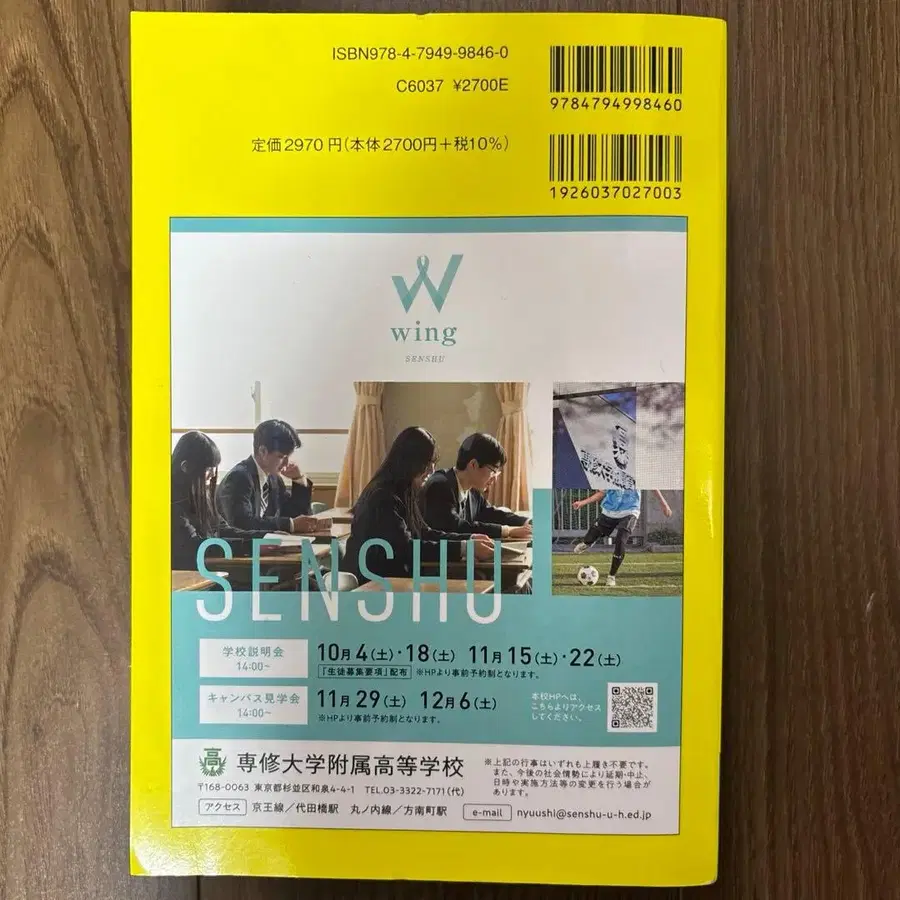 ISBN978-4-7949-9846-0
C6037 ¥2700E
9784794998460
定価2970円(本体2700円+税10%)
1926037027003
wing
SENSHU
SENSHU
学校説明会
14:00~
10月4(土)・18(土) 11月15(土)・22(土)
「生徒募集要項」配布 ※HPより事前予約制となります。
キャンパス見学会
14:00~
11月29(土) 12月6(土)
※HPより事前予約制となります。
本校HPへは、
こちらよりアクセス
してください。
高
専修大学附属高等学校
〒168-0063 東京都杉並区和泉4-4-1 TEL.03-3322-7171(代)
アクセス 京王線/代田橋駅 丸ノ内線/方南町駅
※上記の行事はいずれも上履き不要です。
また、今後の社会情勢により延期・中止、
日時や実施方法等の変更を行う場合が
あります。
e-mail nyuushi@senshu-u-h.ed.jp